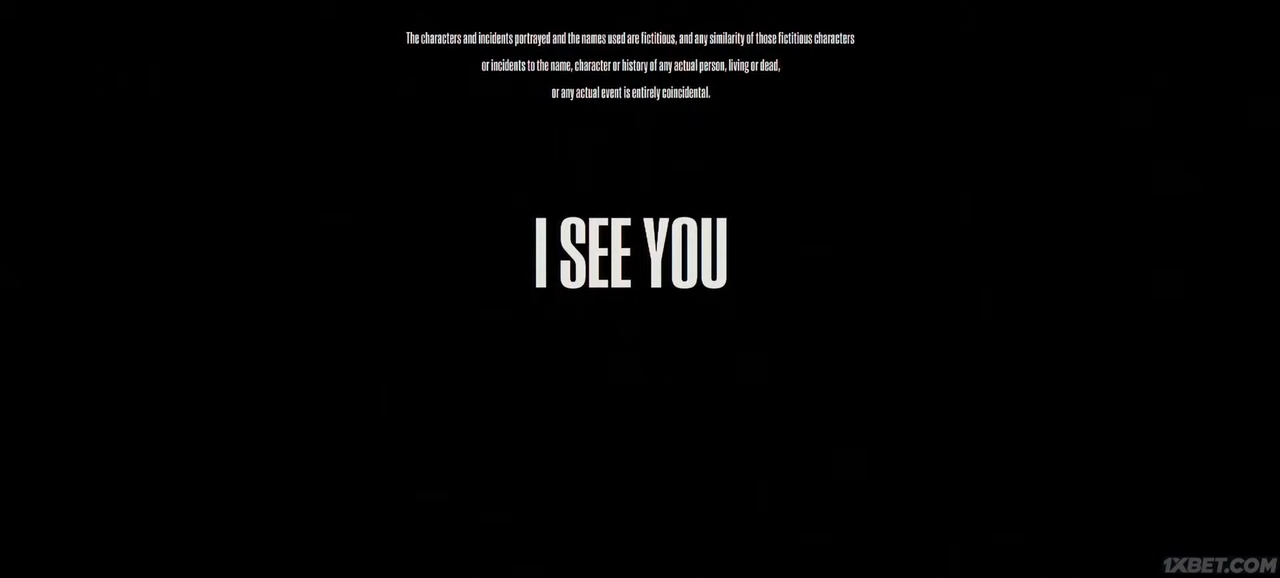 The characters and incidents portrayed and the names used are fictitious, and any similarity of those fictitious characters
or incidents to the name, character or history of any actual person, living or dead,
or any actual event is entirely coincidental.
I SEE YOU
1XBET.COM